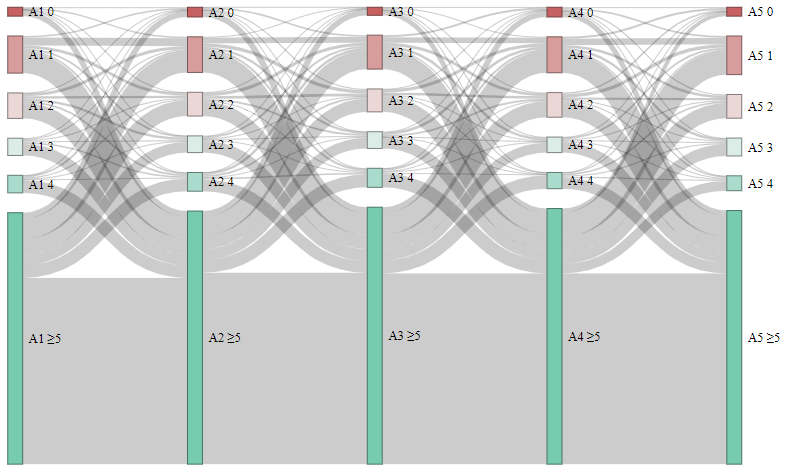 A1 0
A2 0
A3 0
A4 0
A5 0
A1 1
A2 1
A3 1
A4 1
A5 1
A1 2
A2 2
A3 2
A4 2
A5 2
A1 3
A2 3
A3 3
A4 3
A5 3
A1 4
A2 4
A3 4
A4 4
A5 4
A1 ≥5
A2 ≥5
A3 ≥5
A4 ≥5
A5 ≥5